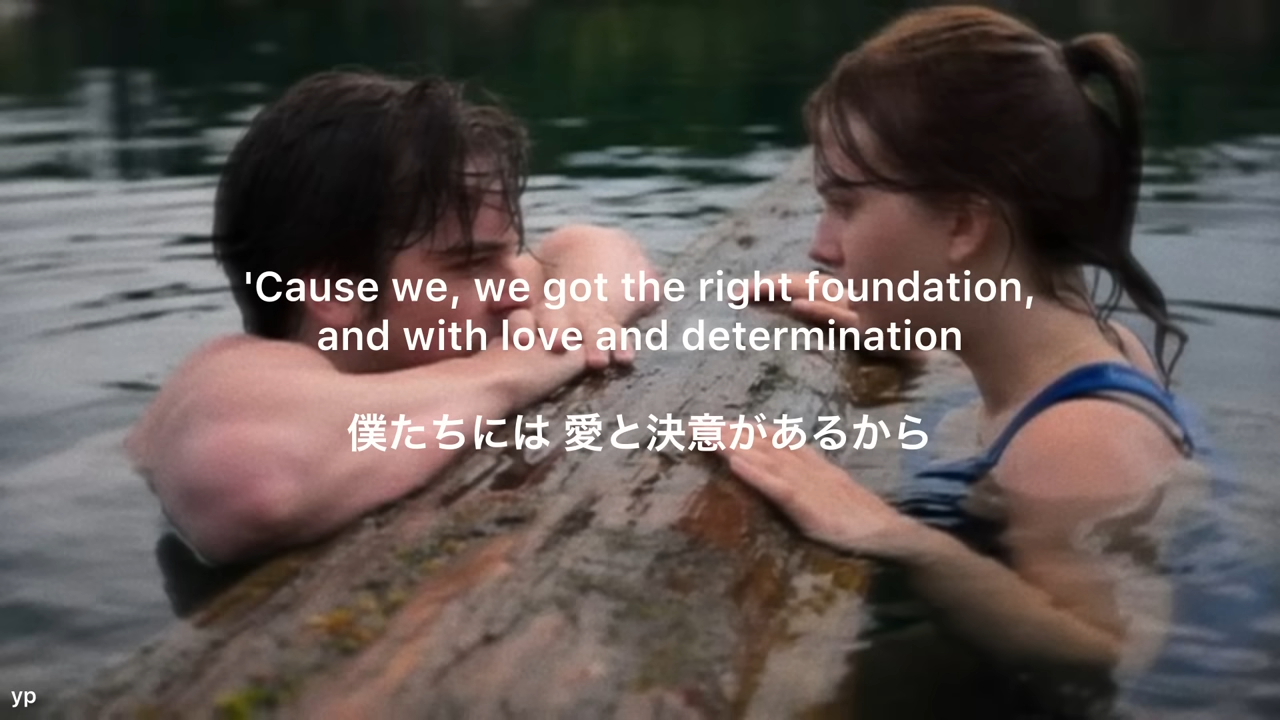 'Cause we, we got the right foundation,
and with love and determination
僕たちには 愛と決意があるから
yp